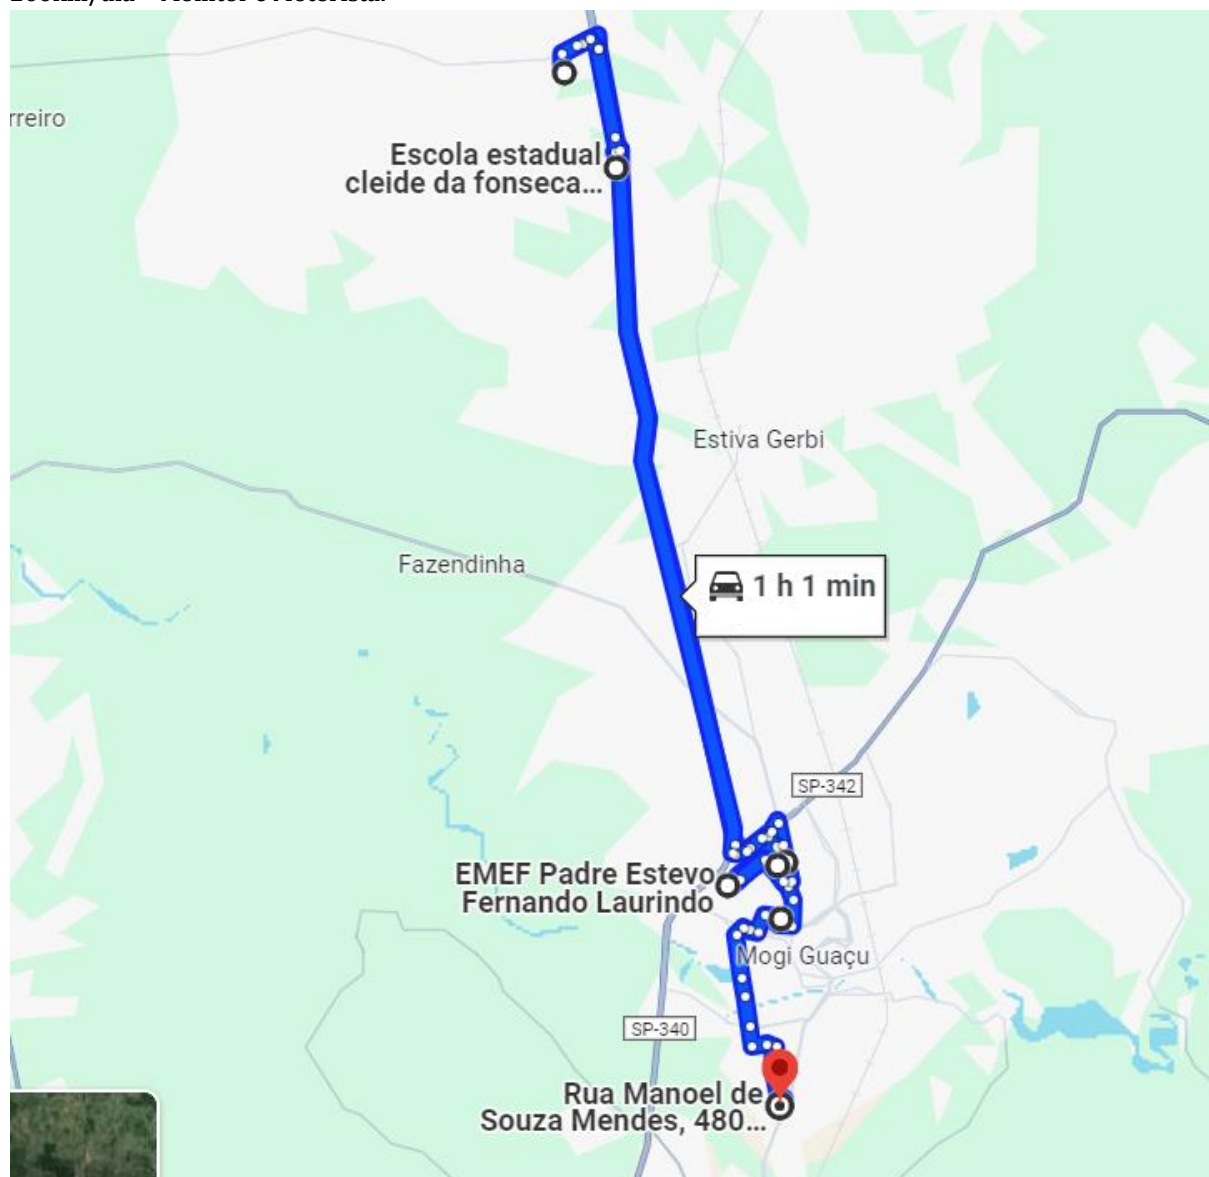 rreiro
Escola estadual
cleide da fonseca...
Estiva Gerbi
Fazendinha
1 h 1 min
SP-342
EMEF Padre Estevo
Fernando Laurindo
Mogi Guaçu
SP-340
Rua Manoel de
Souza Mendes, 480...